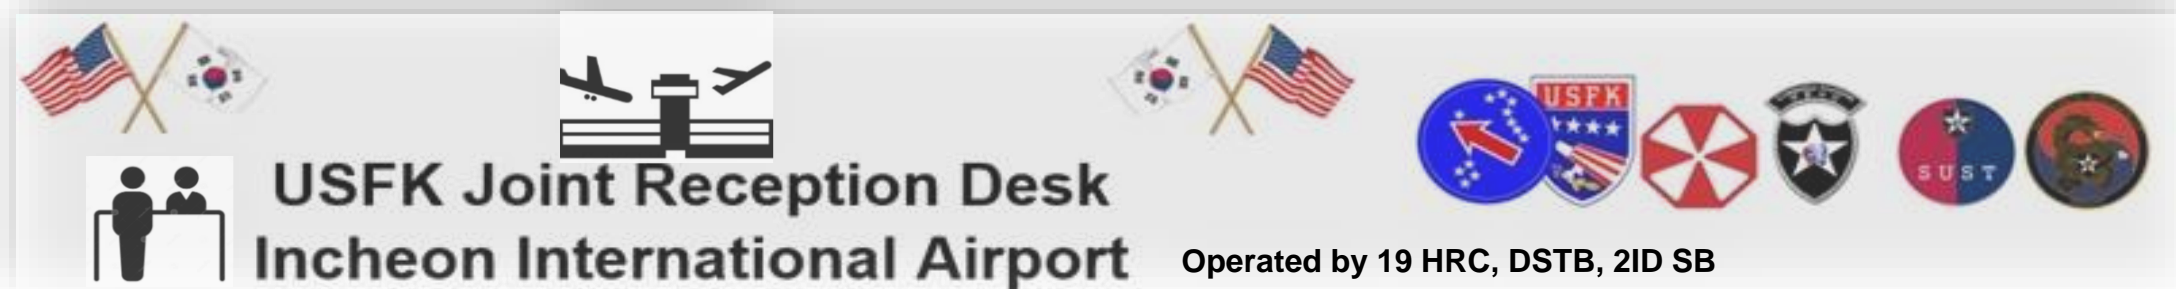 USFK
SUST
USFK Joint Reception Desk
Incheon International Airport
Operated by 19 HRC, DSTB, 2ID SB